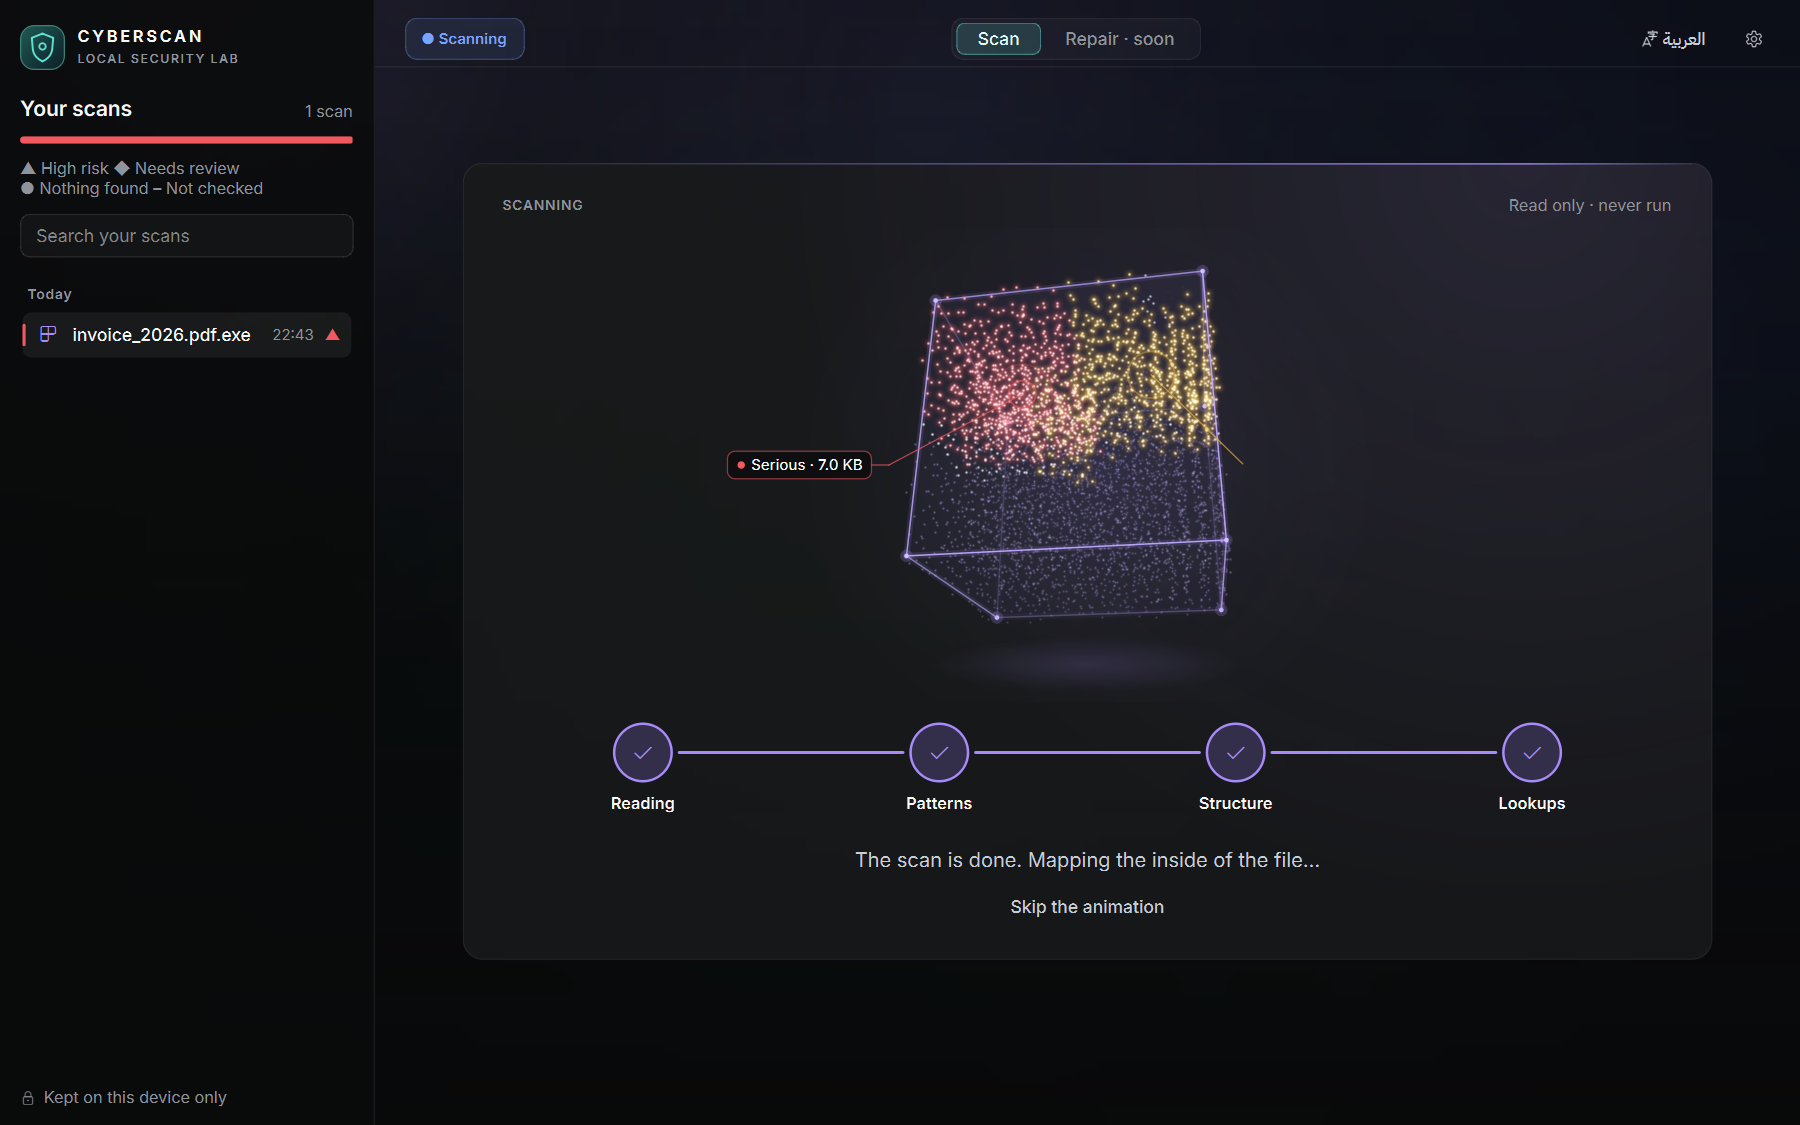 CYBERSCAN
LOCAL SECURITY LAB
Your scans
1 scan
High risk Needs review
Nothing found – Not checked
Search your scans
Today
invoice_2026.pdf.exe 22:43
Kept on this device only
Scanning
Scan
Repair · soon
العربية
SCANNING
Read only · never run
Serious · 7.0 KB
Reading
Patterns
Structure
Lookups
The scan is done. Mapping the inside of the file...
Skip the animation